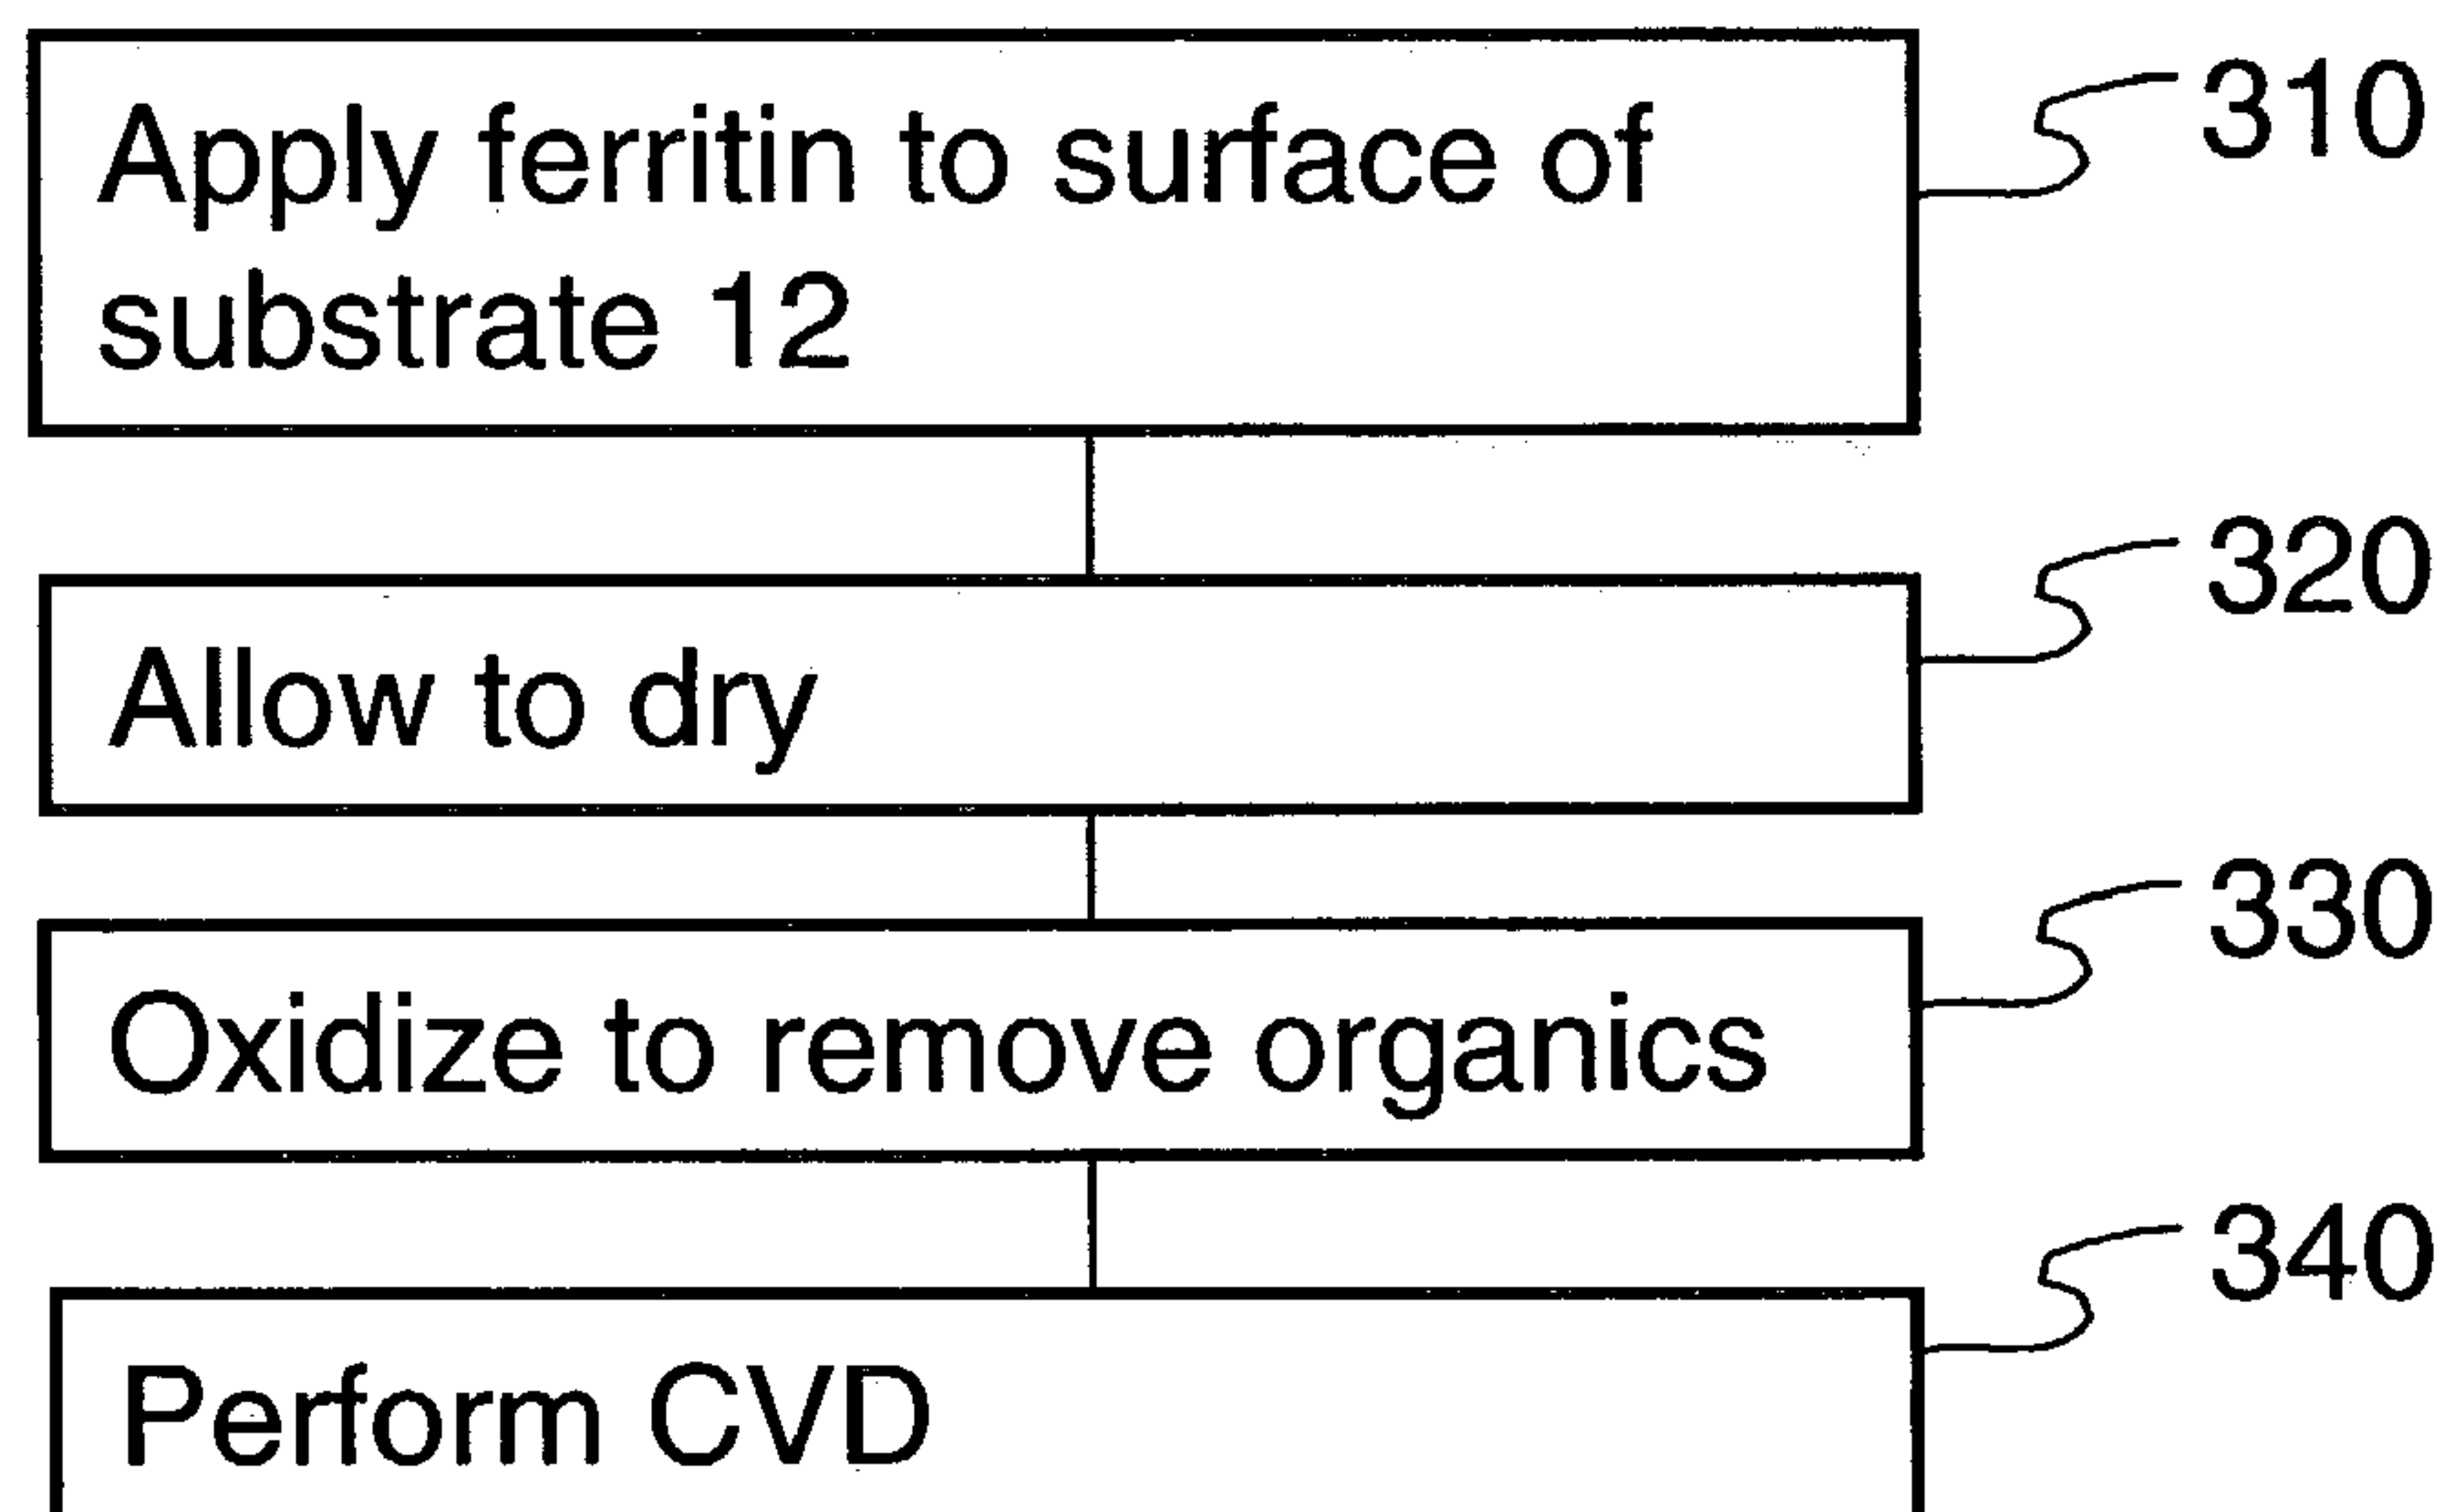 Apply ferritin to surface of
substrate 12
310
Allow to dry
320
Oxidize to remove organics
330
Perform CVD
340